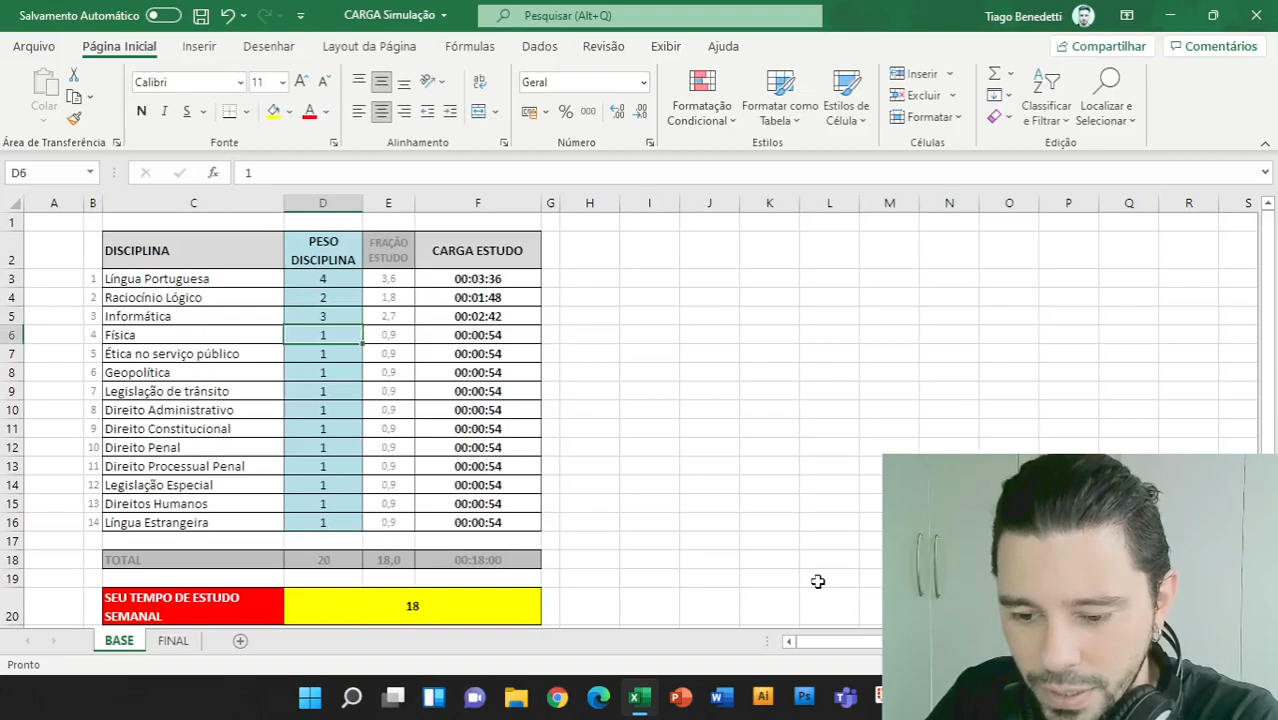 Salvamento Automático
CARGA Simulação
Pesquisar (Alt+Q)
Tiago Benedetti
Arquivo Página Inicial Inserir Desenhar Layout da Página Fórmulas Dados Revisão Exibir Ajuda Compartilhar Comentários
Colar
Calibri 11
N I S
Geral
% 000
Formatação Condicional
Formatar como Tabela
Estilos de Célula
Inserir
Excluir
Formatar
Classificar e Filtrar
Localizar e Selecionar
Área de Transferência Fonte Alinhamento Número Estilos Células Edição
D6 fx 1
A B C D E F G H I J K L M N O P Q R S
1
2 DISCIPLINA PESO DISCIPLINA FRAÇÃO ESTUDO CARGA ESTUDO
3 1 Língua Portuguesa 4 3,6 00:03:36
4 2 Raciocínio Lógico 2 1,8 00:01:48
5 3 Informática 3 2,7 00:02:42
6 4 Física 1 0,9 00:00:54
7 5 Ética no serviço público 1 0,9 00:00:54
8 6 Geopolítica 1 0,9 00:00:54
9 7 Legislação de trânsito 1 0,9 00:00:54
10 8 Direito Administrativo 1 0,9 00:00:54
11 9 Direito Constitucional 1 0,9 00:00:54
12 10 Direito Penal 1 0,9 00:00:54
13 11 Direito Processual Penal 1 0,9 00:00:54
14 12 Legislação Especial 1 0,9 00:00:54
15 13 Direitos Humanos 1 0,9 00:00:54
16 14 Língua Estrangeira 1 0,9 00:00:54
17
18 TOTAL 20 18,0 00:18:00
19
20 SEU TEMPO DE ESTUDO SEMANAL 18
BASE FINAL
Pronto
Ai Ps